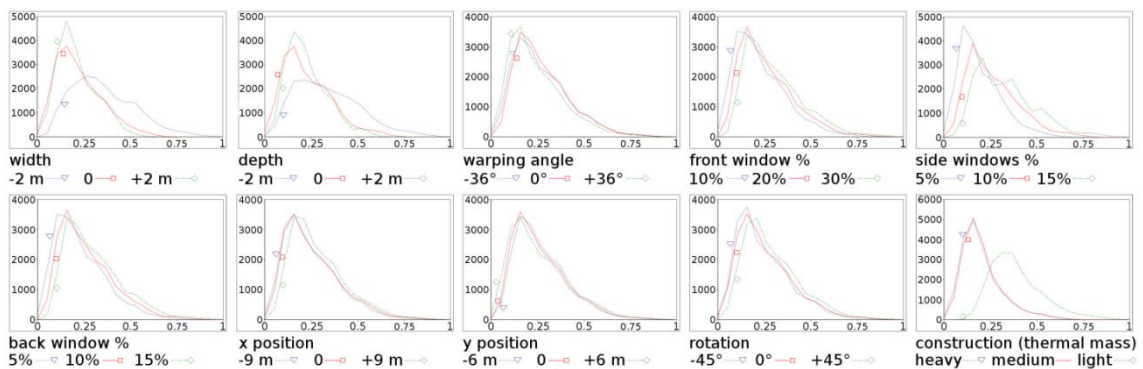 5000
4000
3000
2000
1000
0
0 0.25 0.5 0.75 1
width
-2 m 0 +2 m
5000
4000
3000
2000
1000
0
0 0.25 0.5 0.75 1
depth
-2 m 0 +2 m
4000
3000
2000
1000
0
0 0.25 0.5 0.75 1
warping angle
-36° 0° +36°
4000
3000
2000
1000
0
0 0.25 0.5 0.75 1
front window %
10% 20% 30%
5000
4000
3000
2000
1000
0
0 0.25 0.5 0.75 1
side windows %
5% 10% 15%
4000
3000
2000
1000
0
0 0.25 0.5 0.75 1
back window %
5% 10% 15%
4000
3000
2000
1000
0
0 0.25 0.5 0.75 1
x position
-9 m 0 +9 m
4000
3000
2000
1000
0
0 0.25 0.5 0.75 1
y position
-6 m 0 +6 m
4000
3000
2000
1000
0
0 0.25 0.5 0.75 1
rotation
-45° 0° +45°
6000
5000
4000
3000
2000
1000
0
0 0.25 0.5 0.75 1
construction (thermal mass)
heavy medium light